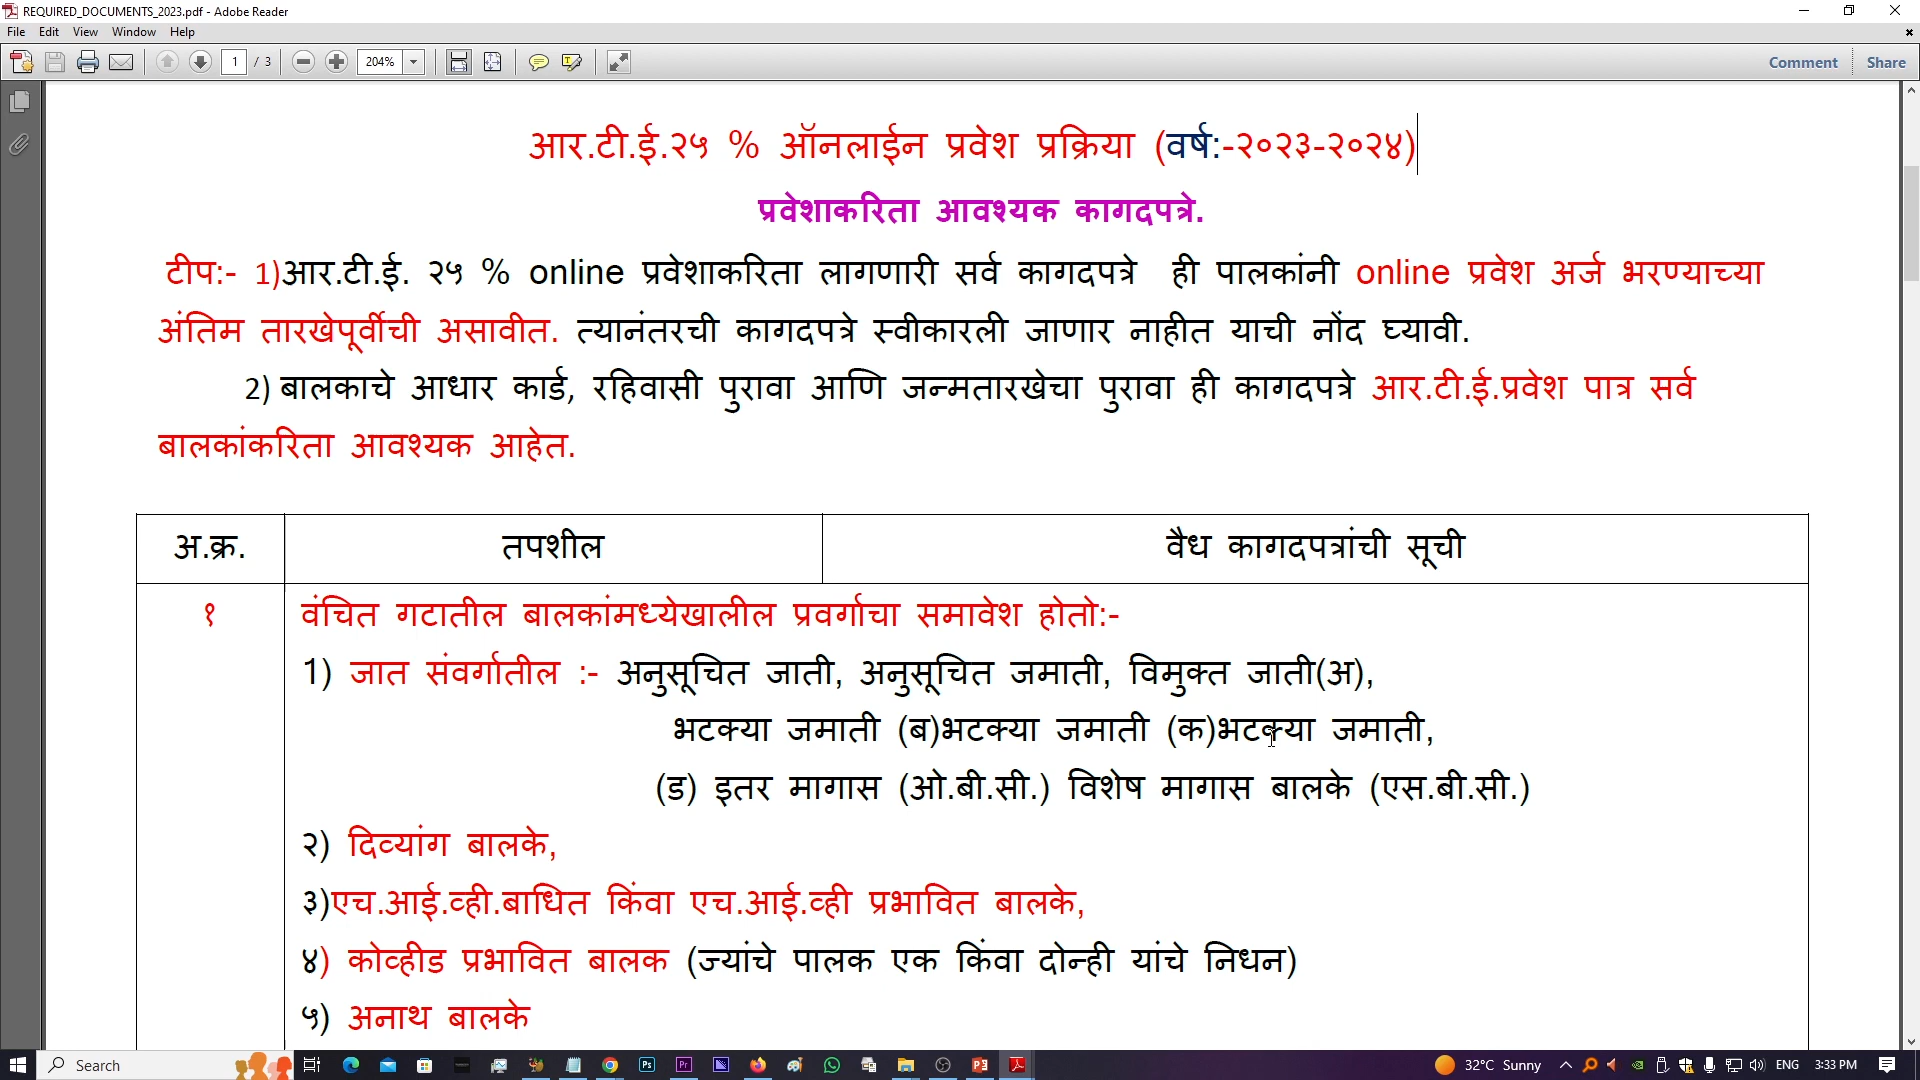 REQUIRED_DOCUMENTS_2023.pdf - Adobe Reader
File Edit View Window Help
1 / 3 204% Comment Share
आर.टी.ई.२५ % ऑनलाईन प्रवेश प्रक्रिया (वर्ष:-२०२३-२०२४)
प्रवेशाकरिता आवश्यक कागदपत्रे.
टीप:- 1)आर.टी.ई. २५ % online प्रवेशाकरिता लागणारी सर्व कागदपत्रे ही पालकांनी online प्रवेश अर्ज भरण्याच्या
अंतिम तारखेपूर्वीची असावीत. त्यानंतरची कागदपत्रे स्वीकारली जाणार नाहीत याची नोंद घ्यावी.
2) बालकाचे आधार कार्ड, रहिवासी पुरावा आणि जन्मतारखेचा पुरावा ही कागदपत्रे आर.टी.ई.प्रवेश पात्र सर्व
बालकांकरिता आवश्यक आहेत.
अ.क्र. तपशील वैध कागदपत्रांची सूची
१ वंचित गटातील बालकांमध्येखालील प्रवर्गाचा समावेश होतो:-
1) जात संवर्गातील :- अनुसूचित जाती, अनुसूचित जमाती, विमुक्त जाती(अ),
भटक्या जमाती (ब)भटक्या जमाती (क)भटक्या जमाती,
(ड) इतर मागास (ओ.बी.सी.) विशेष मागास बालके (एस.बी.सी.)
२) दिव्यांग बालके,
३)एच.आई.व्ही.बाधित किंवा एच.आई.व्ही प्रभावित बालके,
४) कोव्हीड प्रभावित बालक (ज्यांचे पालक एक किंवा दोन्ही यांचे निधन)
५) अनाथ बालके
Search 32°C Sunny ENG 3:33 PM